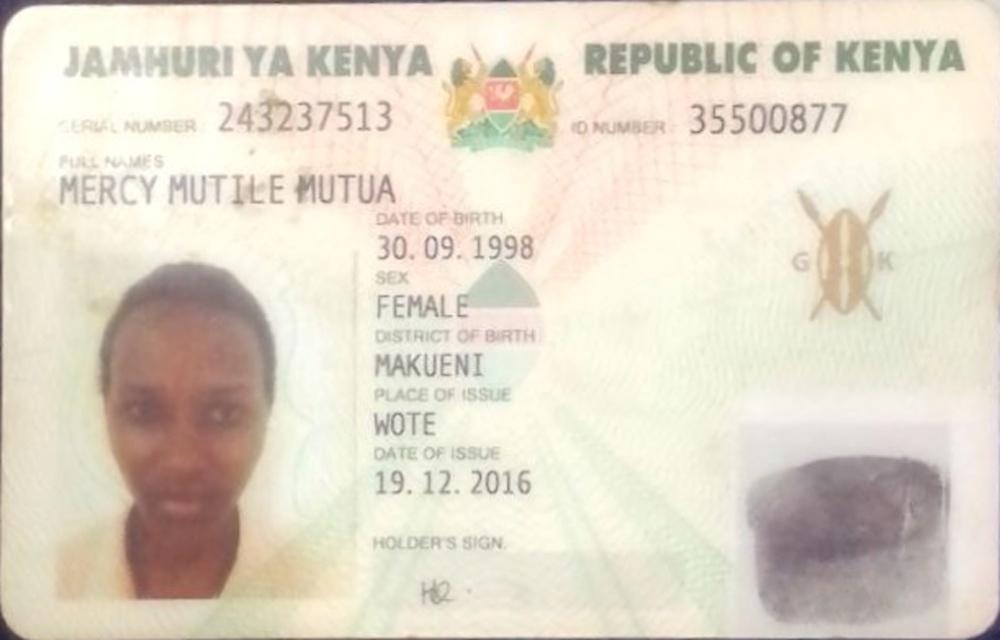 JAMHURI YA KENYA REPUBLIC OF KENYA
SERIAL NUMBER : 243237513 ID NUMBER : 35500877
FULL NAMES
MERCY MUTILE MUTUA
DATE OF BIRTH
30. 09. 1998
SEX
FEMALE
G K
DISTRICT OF BIRTH
MAKUENI
PLACE OF ISSUE
WOTE
DATE OF ISSUE
19. 12. 2016
HOLDER'S SIGN.